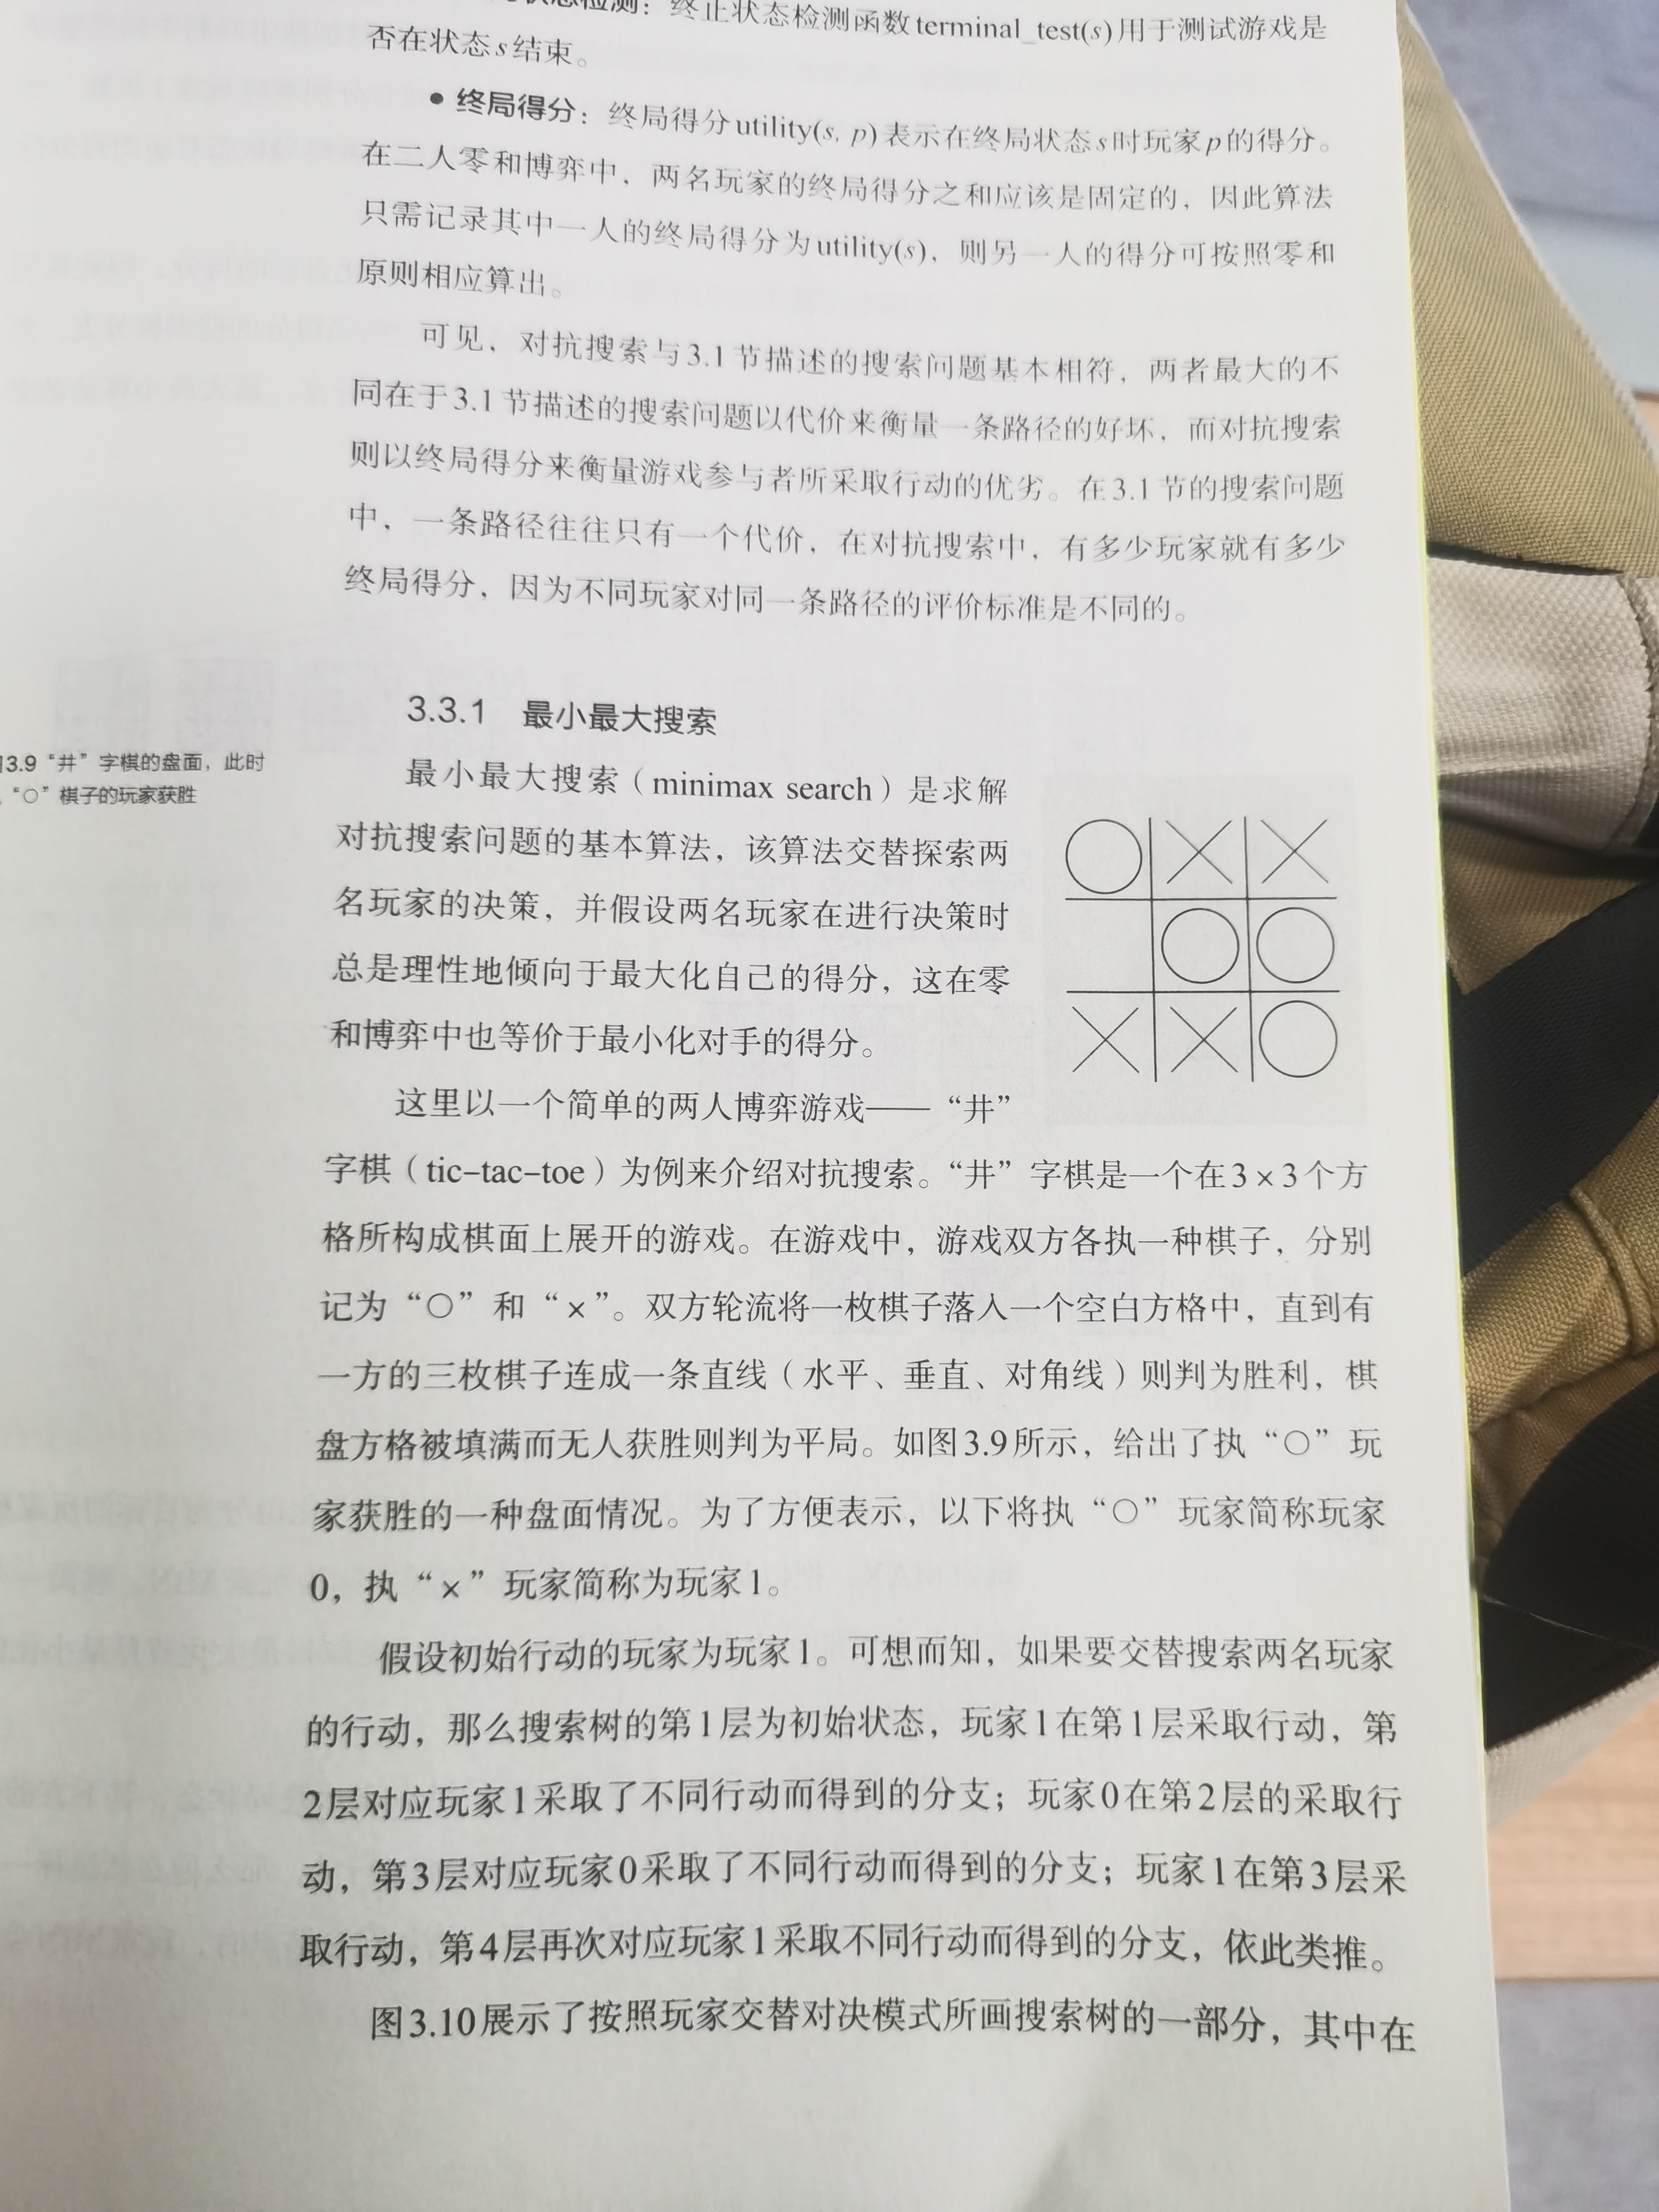 状态检测：终止状态检测函数terminal_test(s)用于测试游戏是
否在状态s结束。
• 终局得分：终局得分utility(s, p)表示在终局状态s时玩家p的得分。
在二人零和博弈中，两名玩家的终局得分之和应该是固定的，因此算法
只需记录其中一人的终局得分为utility(s)，则另一人的得分可按照零和
原则相应算出。
可见，对抗搜索与3.1节描述的搜索问题基本相符，两者最大的不
同在于3.1节描述的搜索问题以代价来衡量一条路径的好坏，而对抗搜索
则以终局得分来衡量游戏参与者所采取行动的优劣。在3.1节的搜索问题
中，一条路径往往只有一个代价，在对抗搜索中，有多少玩家就有多少
终局得分，因为不同玩家对同一条路径的评价标准是不同的。
3.3.1 最小最大搜索
3.9 “井”字棋的盘面，此时
“○”棋子的玩家获胜
最小最大搜索（minimax search）是求解
对抗搜索问题的基本算法，该算法交替探索两
名玩家的决策，并假设两名玩家在进行决策时
总是理性地倾向于最大化自己的得分，这在零
和博弈中也等价于最小化对手的得分。
这里以一个简单的两人博弈游戏——“井”
字棋（tic-tac-toe）为例来介绍对抗搜索。“井”字棋是一个在3×3个方
格所构成棋面上展开的游戏。在游戏中，游戏双方各执一种棋子，分别
记为“○”和“×”。双方轮流将一枚棋子落入一个空白方格中，直到有
一方的三枚棋子连成一条直线（水平、垂直、对角线）则判为胜利，棋
盘方格被填满而无人获胜则判为平局。如图3.9所示，给出了执“○”玩
家获胜的一种盘面情况。为了方便表示，以下将执“○”玩家简称玩家
0，执“×”玩家简称为玩家1。
假设初始行动的玩家为玩家1。可想而知，如果要交替搜索两名玩家
的行动，那么搜索树的第1层为初始状态，玩家1在第1层采取行动，第
2层对应玩家1采取了不同行动而得到的分支；玩家0在第2层的采取行
动，第3层对应玩家0采取了不同行动而得到的分支；玩家1在第3层采
取行动，第4层再次对应玩家1采取不同行动而得到的分支，依此类推。
图3.10展示了按照玩家交替对决模式所画搜索树的一部分，其中在